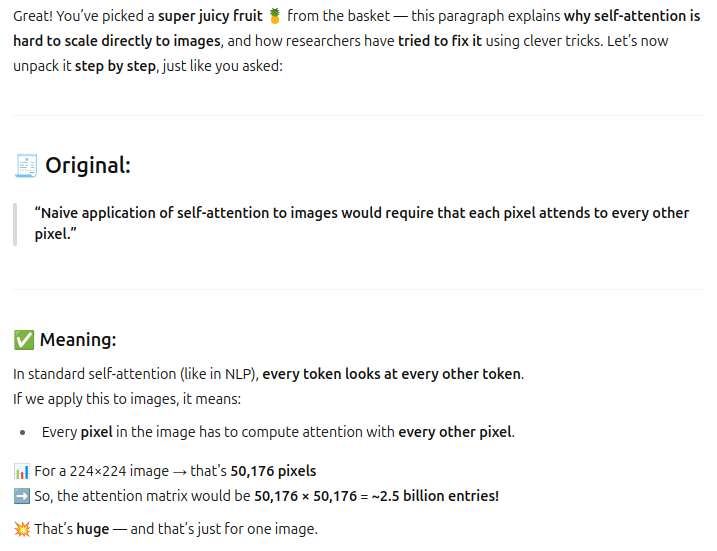 Great! You’ve picked a super juicy fruit 🍍 from the basket — this paragraph explains why self-attention is
hard to scale directly to images, and how researchers have tried to fix it using clever tricks. Let’s now
unpack it step by step, just like you asked:
🧾 Original:
“Naive application of self-attention to images would require that each pixel attends to every other
pixel.”
✅ Meaning:
In standard self-attention (like in NLP), every token looks at every other token.
If we apply this to images, it means:
• Every pixel in the image has to compute attention with every other pixel.
📊 For a 224×224 image → that's 50,176 pixels
➡️ So, the attention matrix would be 50,176 × 50,176 = ~2.5 billion entries!
💥 That’s huge — and that’s just for one image.